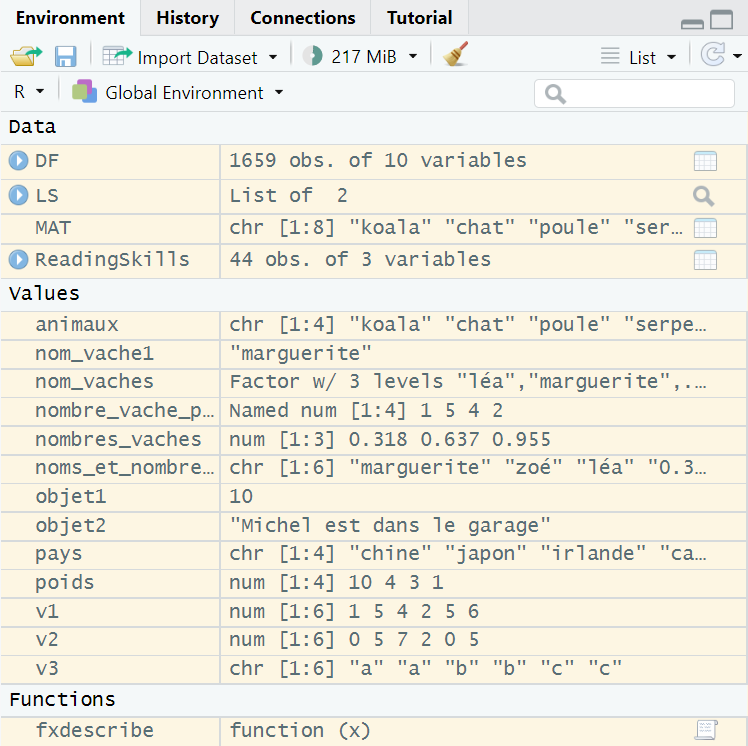 Environment History Connections Tutorial
Import Dataset 217 MiB List
R Global Environment
Data
DF 1659 obs. of 10 variables
LS List of 2
MAT chr [1:8] "koala" "chat" "poule" "ser…
ReadingSkills 44 obs. of 3 variables
Values
animaux chr [1:4] "koala" "chat" "poule" "serpe…
nom_vache1 "marguerite"
nom_vaches Factor w/ 3 levels "léa","marguerite",.…
nombre_vache_p… Named num [1:4] 1 5 4 2
nombres_vaches num [1:3] 0.318 0.637 0.955
noms_et_nombre… chr [1:6] "marguerite" "zoé" "léa" "0.3…
objet1 10
objet2 "Michel est dans le garage"
pays chr [1:4] "chine" "japon" "irlande" "ca…
poids num [1:4] 10 4 3 1
v1 num [1:6] 1 5 4 2 5 6
v2 num [1:6] 0 5 7 2 0 5
v3 chr [1:6] "a" "a" "b" "b" "c" "c"
Functions
fxdescribe function (x)